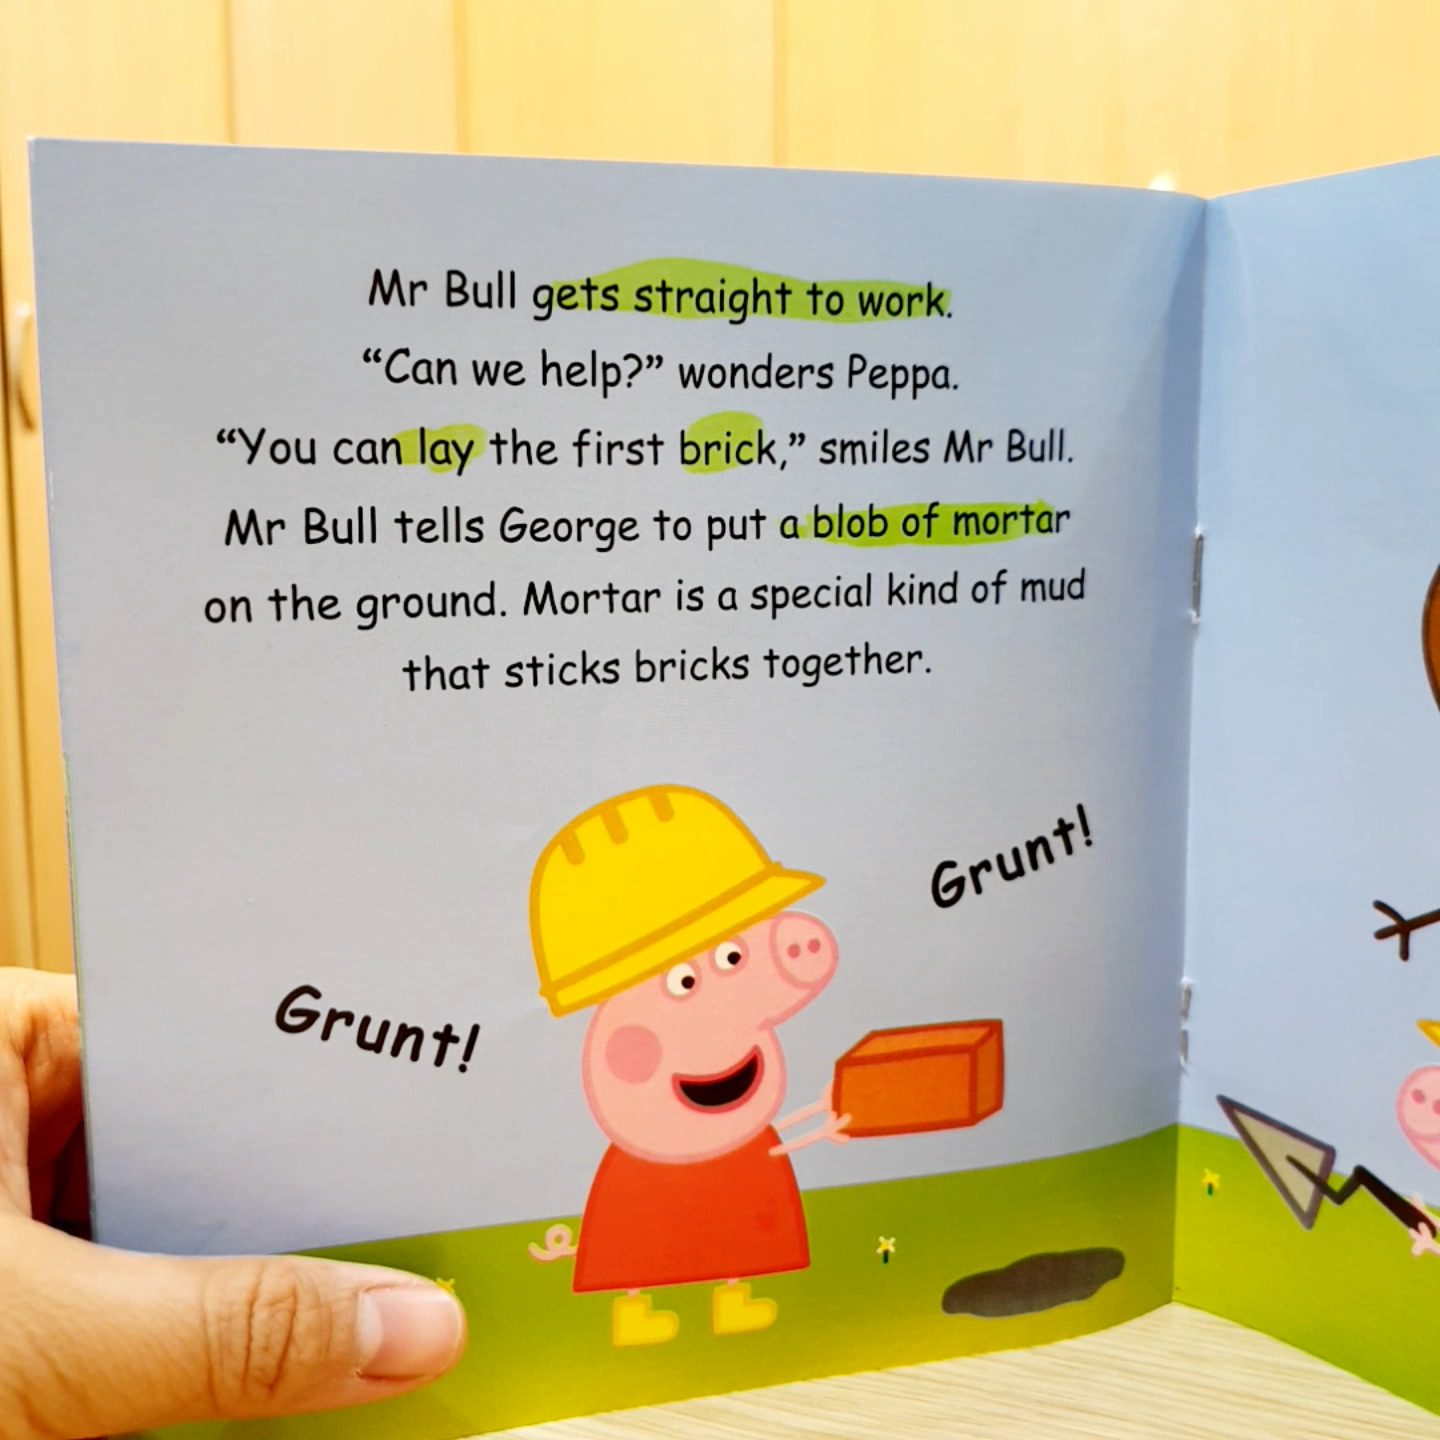 Mr Bull gets straight to work.
“Can we help?” wonders Peppa.
“You can lay the first brick,” smiles Mr Bull.
Mr Bull tells George to put a blob of mortar
on the ground. Mortar is a special kind of mud
that sticks bricks together.
Grunt!
Grunt!